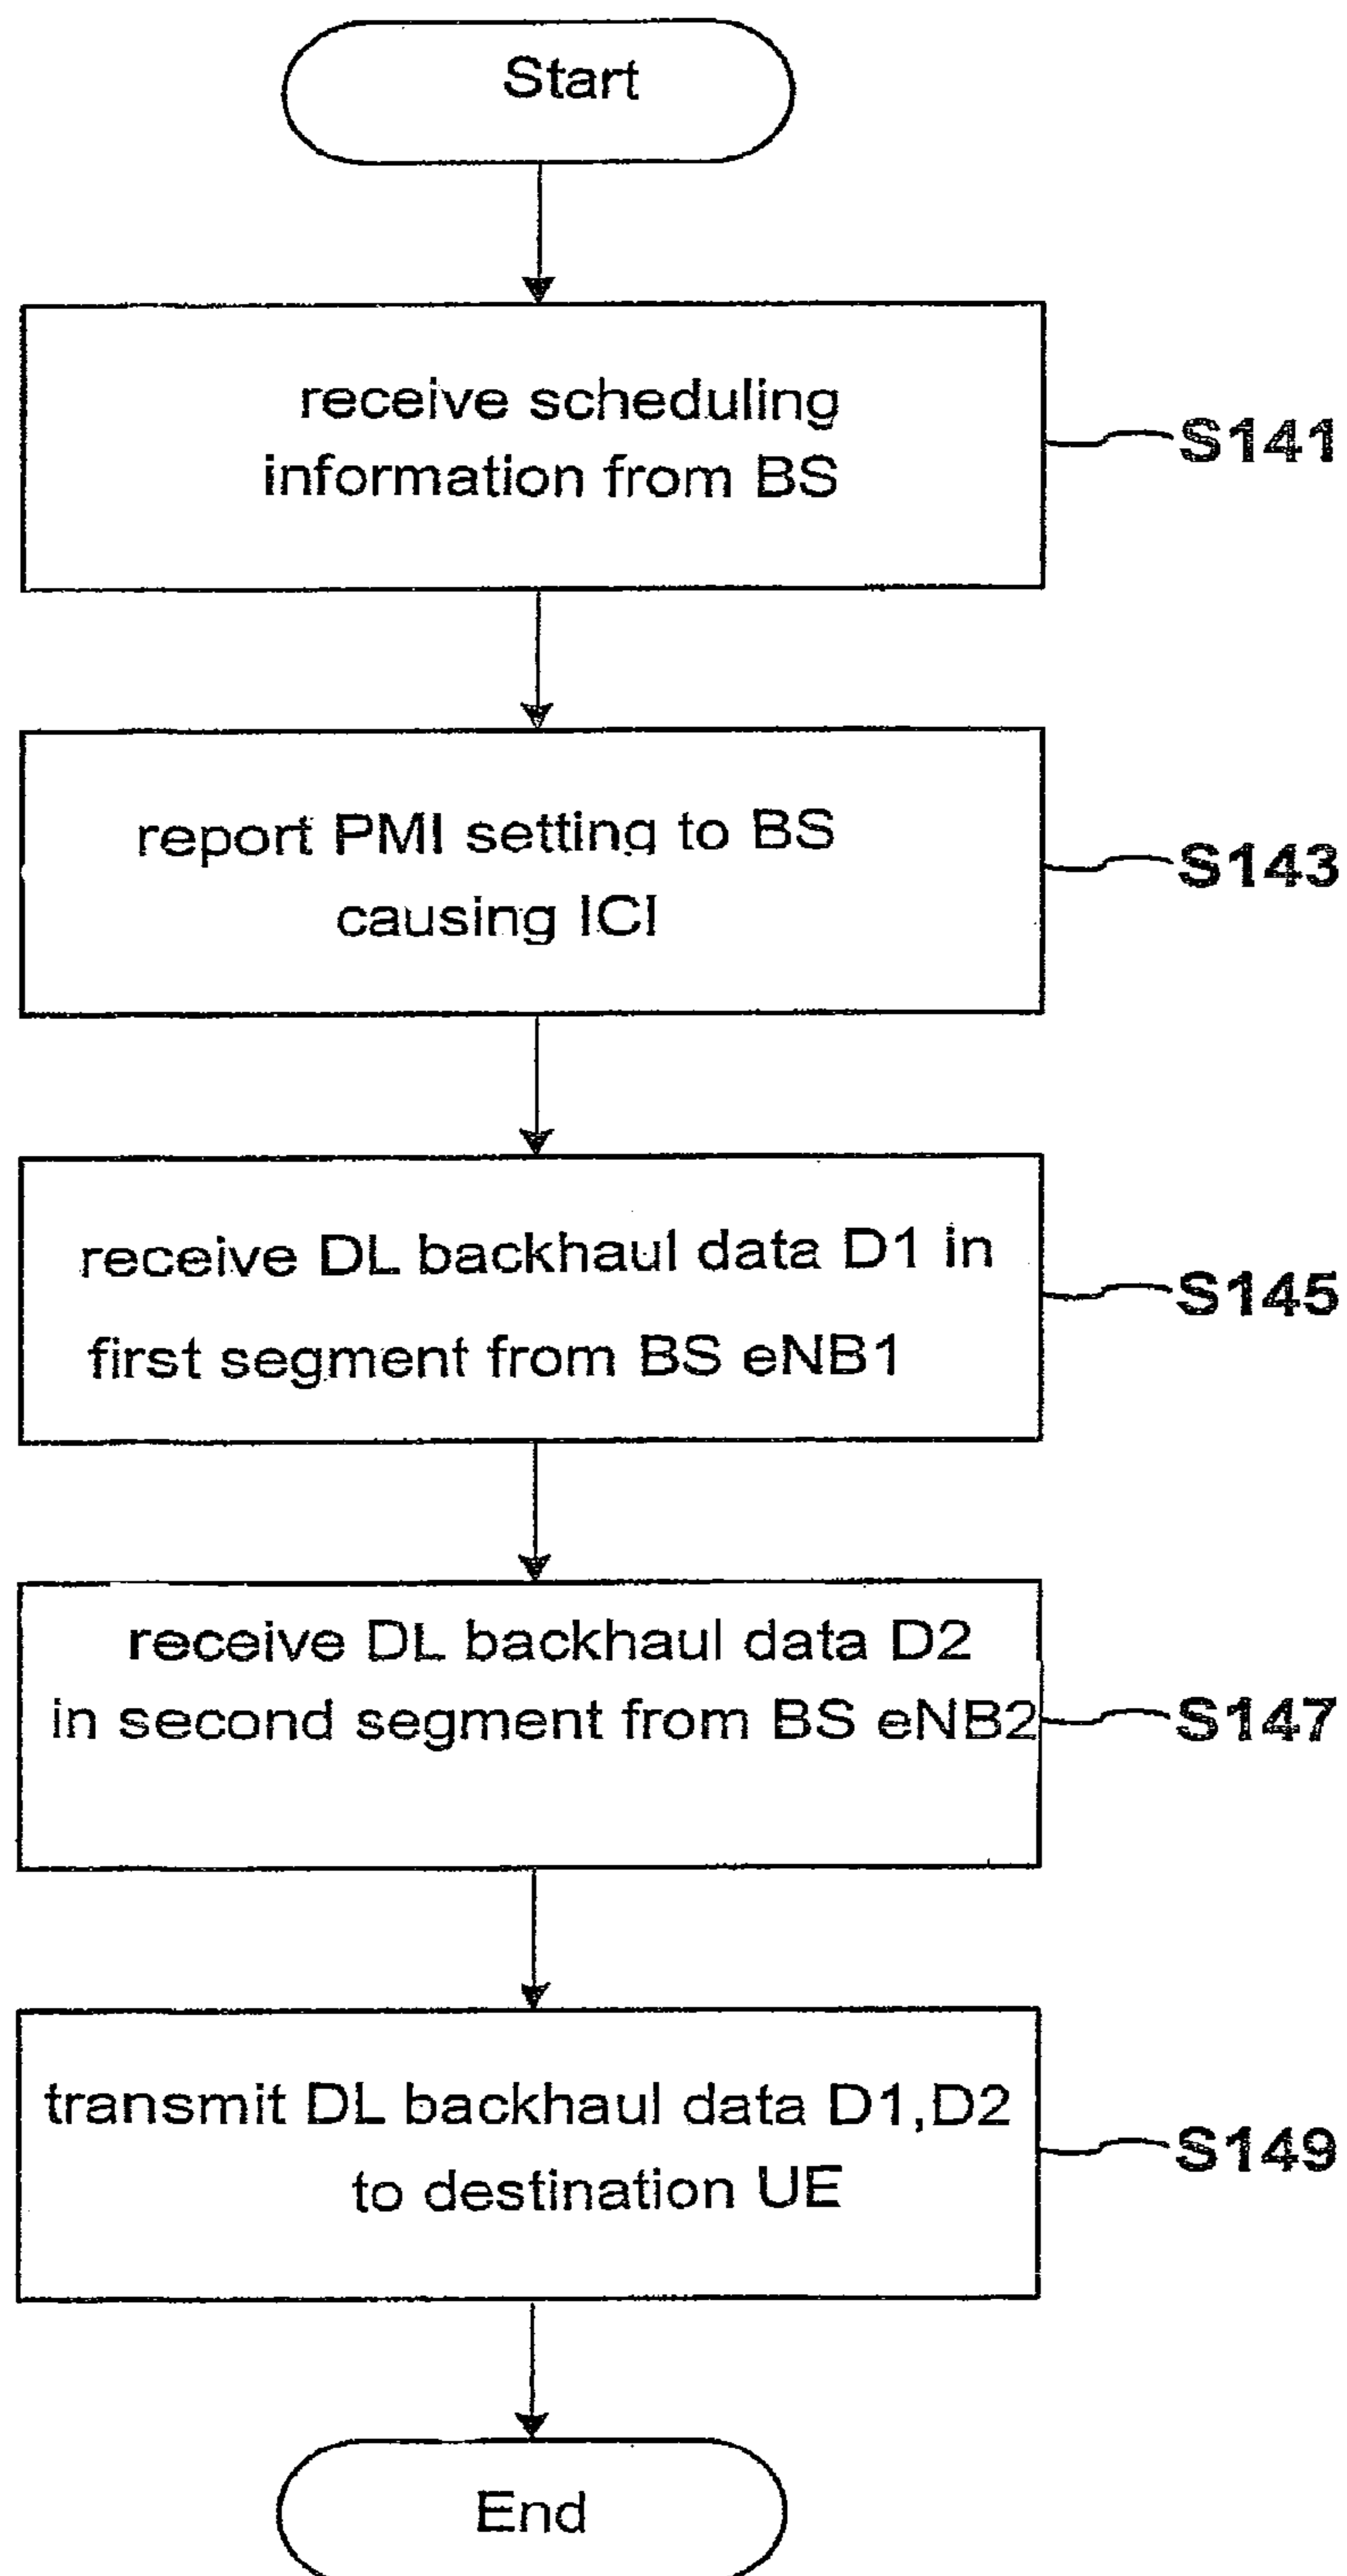 Start
receive scheduling
information from BS
S141
report PMI setting to BS
causing ICI
S143
receive DL backhaul data D1 in
first segment from BS eNB1
S145
receive DL backhaul data D2
in second segment from BS eNB2
S147
transmit DL backhaul data D1,D2
to destination UE
S149
End